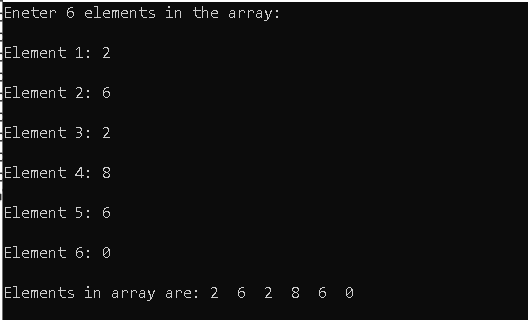 Eneter 6 elements in the array:
Element 1: 2
Element 2: 6
Element 3: 2
Element 4: 8
Element 5: 6
Element 6: 0
Elements in array are: 2  6  2  8  6  0